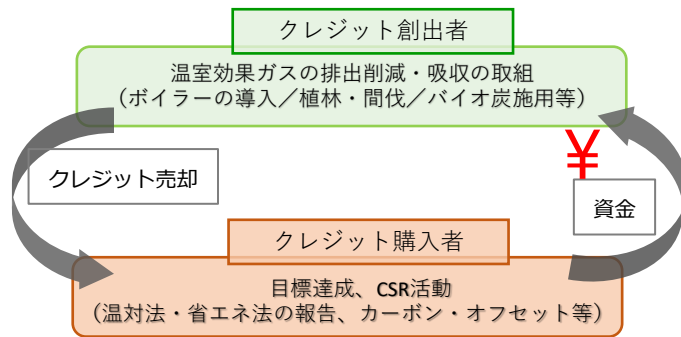 クレジット創出者
温室効果ガスの排出削減・吸収の取組
（ボイラーの導入／植林・間伐／バイオ炭施用等）
クレジット売却
¥
資金
クレジット購入者
目標達成、CSR活動
（温対法・省エネ法の報告、カーボン・オフセット等）